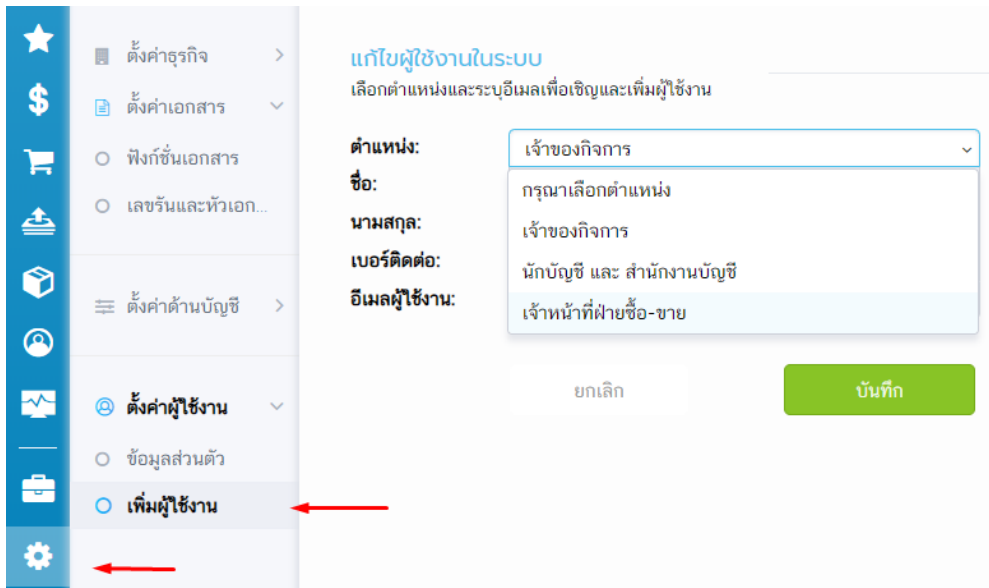 ตั้งค่าธุรกิจ
ตั้งค่าเอกสาร
ฟังก์ชั่นเอกสาร
เลขรันและหัวเอก...
ตั้งค่าด้านบัญชี
ตั้งค่าผู้ใช้งาน
ข้อมูลส่วนตัว
เพิ่มผู้ใช้งาน
แก้ไขผู้ใช้งานในระบบ
เลือกตำแหน่งและระบุอีเมลเพื่อเชิญและเพิ่มผู้ใช้งาน
ตำแหน่ง: เจ้าของกิจการ
ชื่อ:
นามสกุล:
เบอร์ติดต่อ:
อีเมลผู้ใช้งาน:
กรุณาเลือกตำแหน่ง
เจ้าของกิจการ
นักบัญชี และ สำนักงานบัญชี
เจ้าหน้าที่ฝ่ายซื้อ-ขาย
ยกเลิก บันทึก